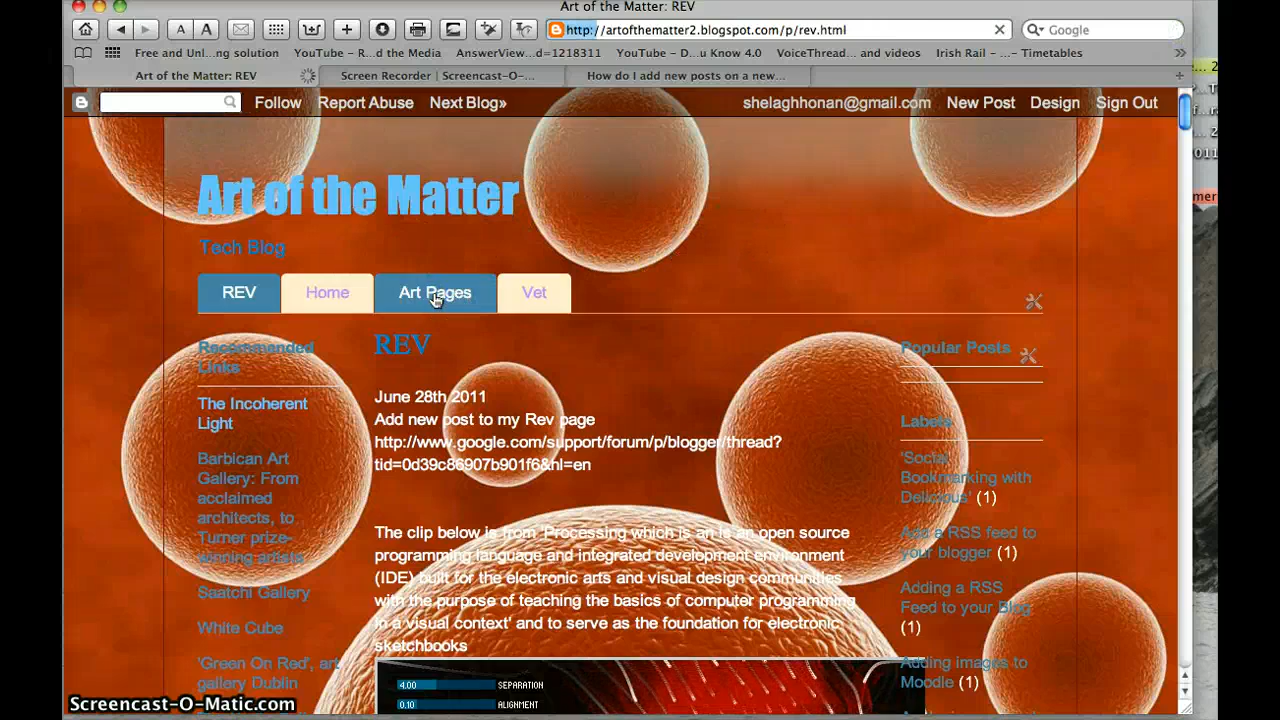 Art of the Matter: REV
A A
http://artofthematter2.blogspot.com/p/rev.html
Google
Free and Unl... ng solution
YouTube - R...d the Media
AnswerView...d=1218311
YouTube - D...u Know 4.0
VoiceThread... and videos
Irish Rail -... Timetables
Art of the Matter: REV
Screen Recorder | Screencast-O-...
How do I add new posts on a new...
Follow
Report Abuse
Next Blog»
shelaghhonan@gmail.com
New Post
Design
Sign Out
Art of the Matter
Tech Blog
REV
Home
Art Pages
Vet
Recommended
Links
The Incoherent
Light
Barbican Art
Gallery: From
acclaimed
architects, to
Turner prize-
winning artists
Saatchi Gallery
White Cube
'Green On Red', art
gallery Dublin
REV
June 28th 2011
Add new post to my Rev page
http://www.google.com/support/forum/p/blogger/thread?
tid=0d39c86907b901f6&hl=en
The clip below is from 'Processing which is an is an open source
programming language and integrated development environment
(IDE) built for the electronic arts and visual design communities
with the purpose of teaching the basics of computer programming
in a visual context' and to serve as the foundation for electronic
sketchbooks
4.00 SEPARATION
0.10 ALIGNMENT
Popular Posts
Labels
'Social
Bookmarking with
Delicious' (1)
Add a RSS feed to
your blogger (1)
Adding a RSS
Feed to your Blog
(1)
Adding images to
Moodle (1)
Screencast-O-Matic.com